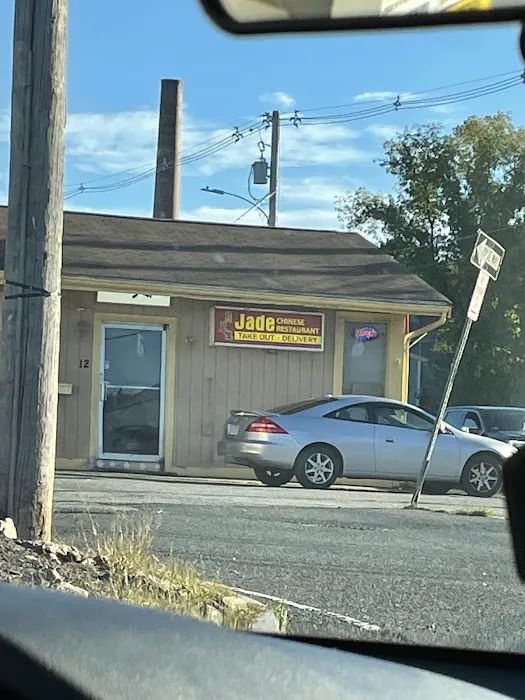 Jade CHINESE
RESTAURANT
TAKE OUT - DELIVERY
12